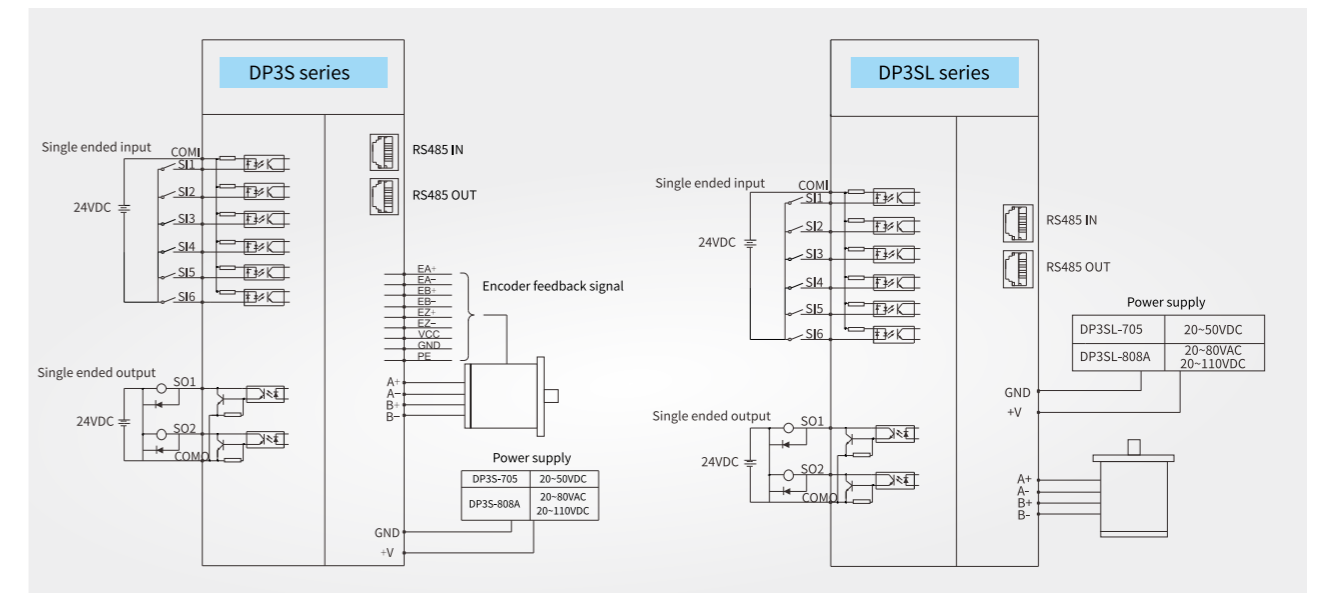 DP3S series
Single ended input
COMI
SI1
SI2
24VDC
SI3
SI4
SI5
SI6
RS485 IN
RS485 OUT
EA+
EA-
EB+
EB-
EZ+
EZ-
VCC
GND
PE
Encoder feedback signal
Single ended output
SO1
24VDC
SO2
COMO
A+
A-
B+
B-
Power supply
DP3S-705 20~50VDC
DP3S-808A 20~80VAC
20~110VDC
GND
+V
DP3SL series
Single ended input
COMI
SI1
SI2
24VDC
SI3
SI4
SI5
SI6
RS485 IN
RS485 OUT
Power supply
DP3SL-705 20~50VDC
DP3SL-808A 20~80VAC
20~110VDC
GND
+V
Single ended output
SO1
24VDC
SO2
COMO
A+
A-
B+
B-